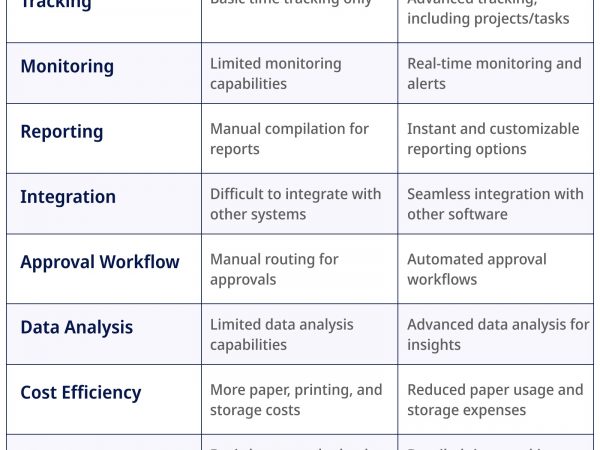 Tracking
Basic time tracking only
Advanced tracking,
including projects/tasks
Monitoring
Limited monitoring
capabilities
Real-time monitoring and
alerts
Reporting
Manual compilation for
reports
Instant and customizable
reporting options
Integration
Difficult to integrate with
other systems
Seamless integration with
other software
Approval Workflow
Manual routing for
approvals
Automated approval
workflows
Data Analysis
Limited data analysis
capabilities
Advanced data analysis for
insights
Cost Efficiency
More paper, printing, and
storage costs
Reduced paper usage and
storage expenses